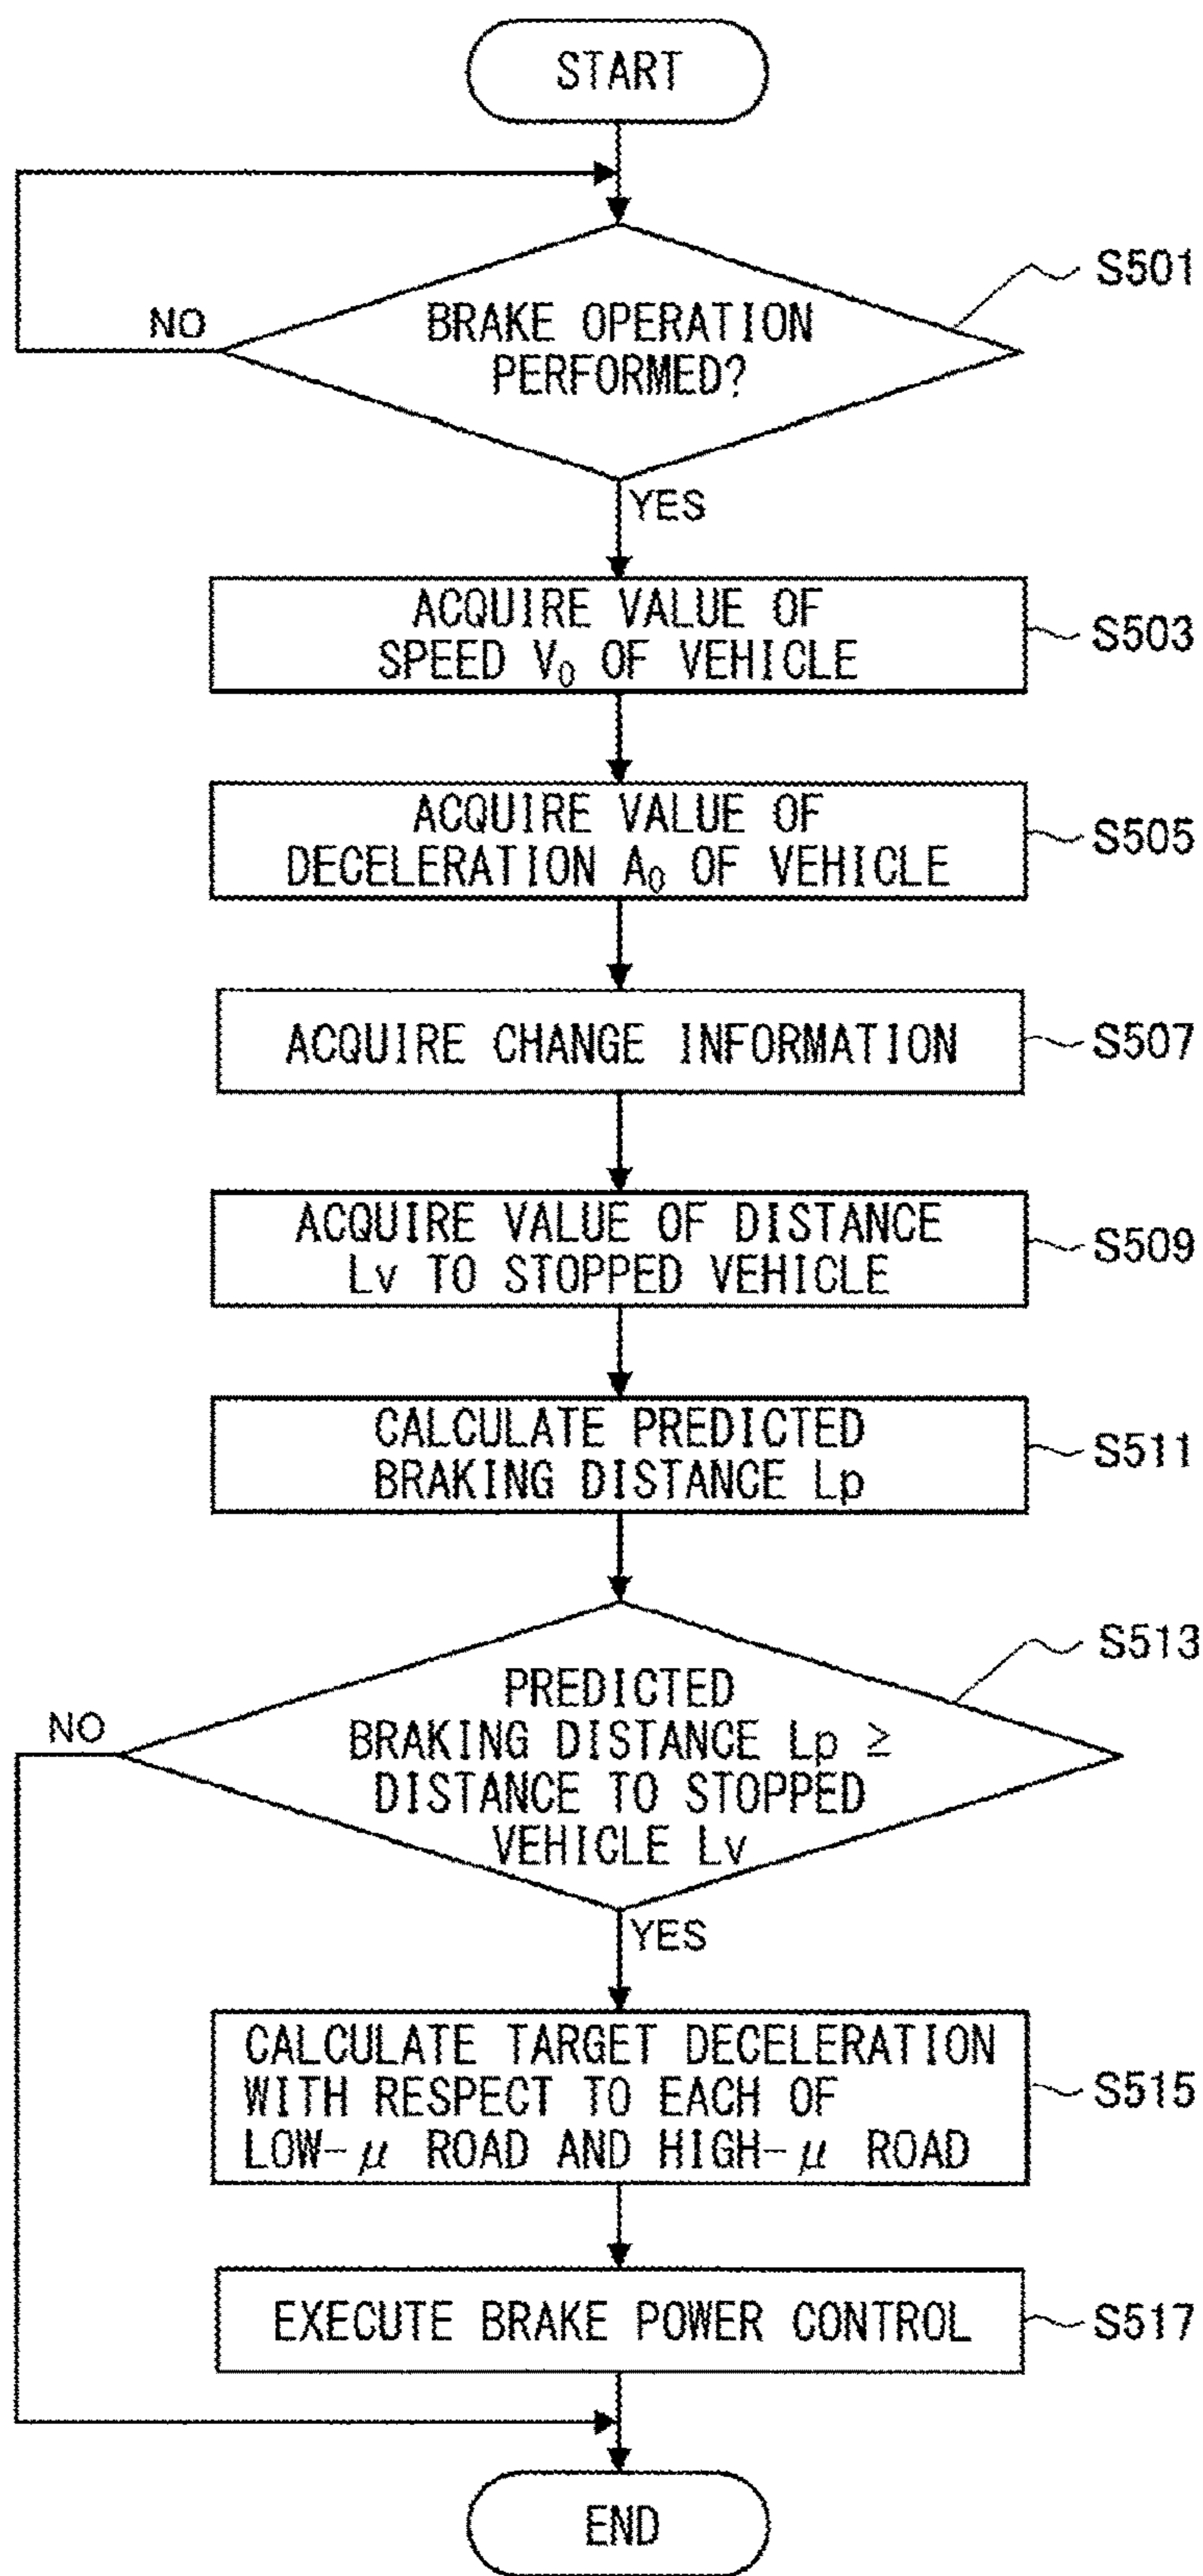 START
S501
BRAKE OPERATION
PERFORMED?
NO
YES
ACQUIRE VALUE OF
SPEED V₀ OF VEHICLE
S503
ACQUIRE VALUE OF
DECELERATION A₀ OF VEHICLE
S505
ACQUIRE CHANGE INFORMATION
S507
ACQUIRE VALUE OF DISTANCE
Lv TO STOPPED VEHICLE
S509
CALCULATE PREDICTED
BRAKING DISTANCE Lp
S511
S513
PREDICTED
BRAKING DISTANCE Lp ≥
DISTANCE TO STOPPED
VEHICLE Lv
NO
YES
CALCULATE TARGET DECELERATION
WITH RESPECT TO EACH OF
LOW-μ ROAD AND HIGH-μ ROAD
S515
EXECUTE BRAKE POWER CONTROL
S517
END